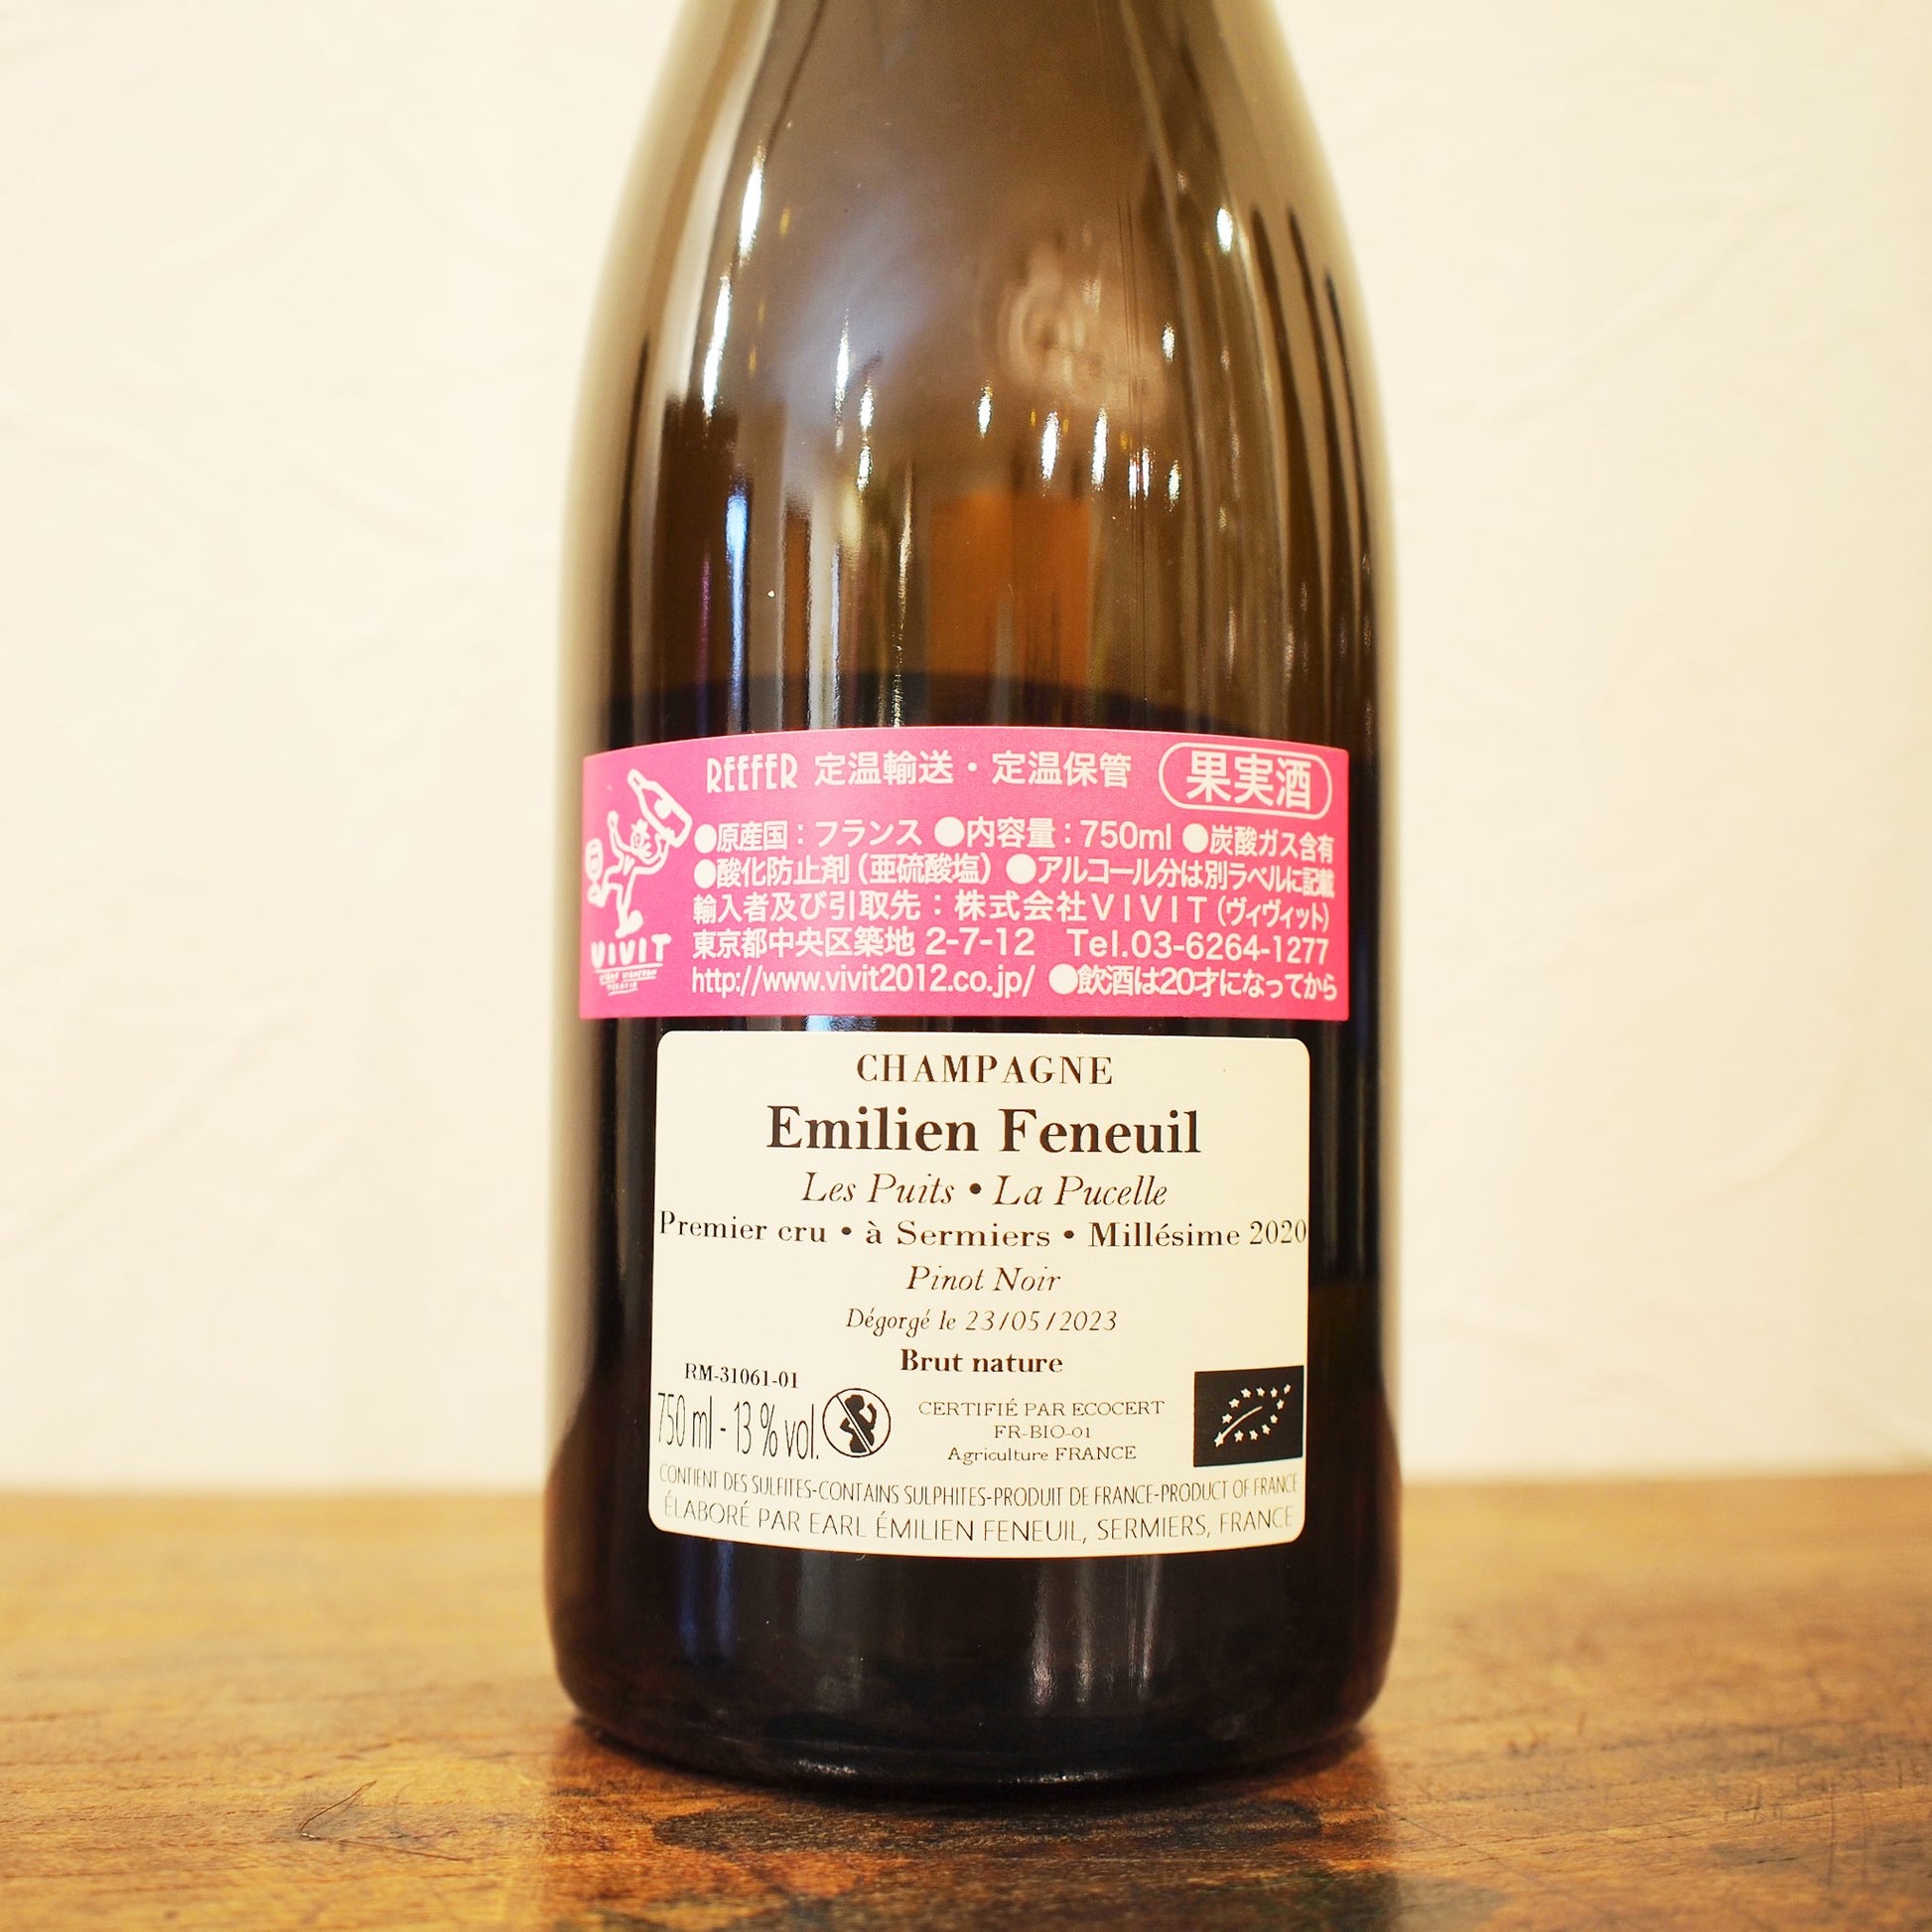 REEFER 定温輸送・定温保管 果実酒
●原産国：フランス ●内容量：750ml ●炭酸ガス含有
●酸化防止剤（亜硫酸塩） ●アルコール分は別ラベルに記載
輸入者及び引取先：株式会社VIVIT（ヴィヴィット）
東京都中央区築地 2-7-12 Tel.03-6264-1277
http://www.vivit2012.co.jp/ ●飲酒は20才になってから
VIVIT
CHAMPAGNE
Emilien Feneuil
Les Puits • La Pucelle
Premier cru • à Sermiers • Millésime 2020
Pinot Noir
Dégorgé le 23/05/2023
Brut nature
RM-31061-01
750 ml - 13 % vol.
CERTIFIÉ PAR ECOCERT
FR-BIO-01
Agriculture FRANCE
CONTIENT DES SULFITES-CONTAINS SULPHITES-PRODUIT DE FRANCE-PRODUCT OF FRANCE
ÉLABORÉ PAR EARL ÉMILIEN FENEUIL, SERMIERS, FRANCE